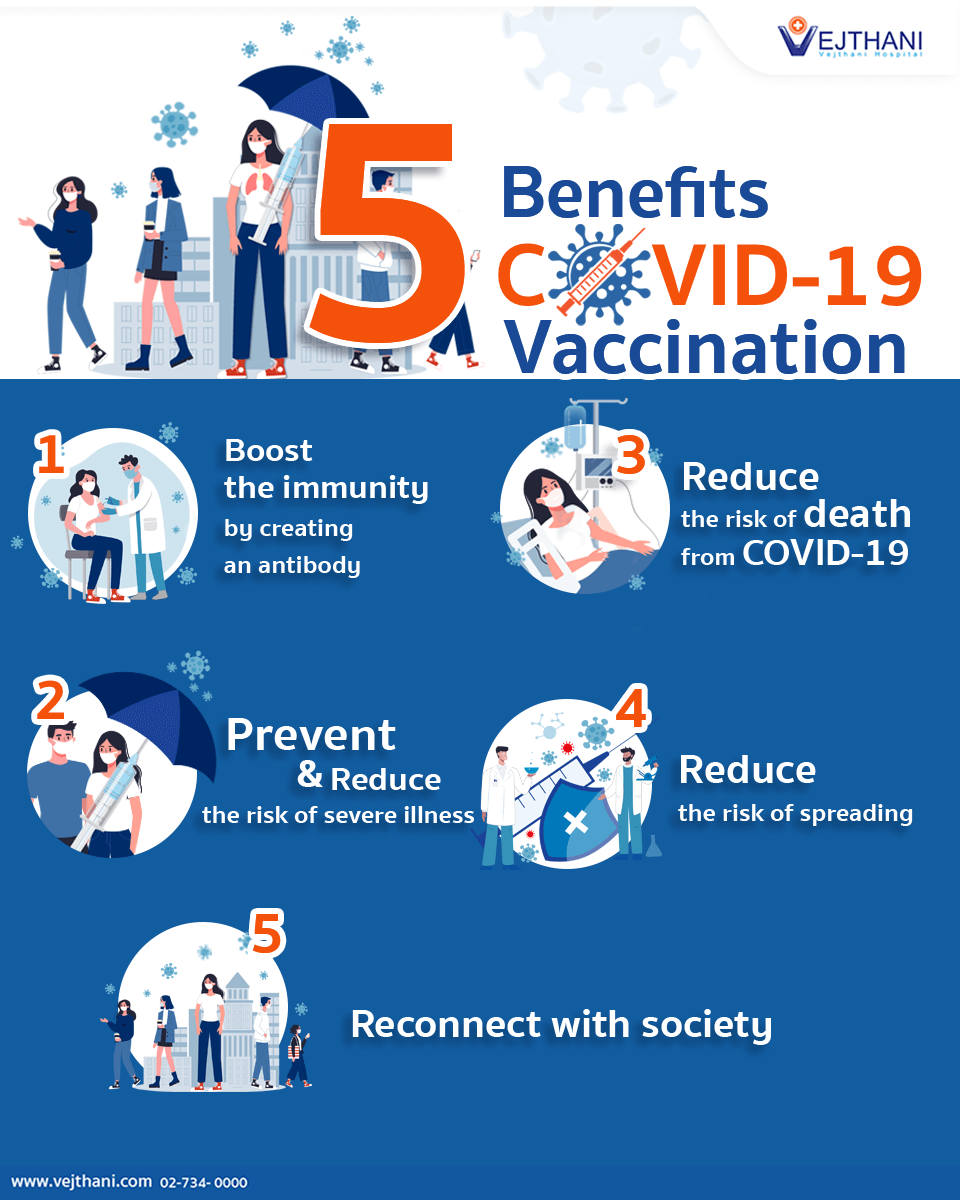 VEJTHANI
Vejthani Hospital
5
Benefits
COVID-19
Vaccination
1
Boost
the immunity
by creating
an antibody
2
Prevent
& Reduce
the risk of severe illness
3
Reduce
the risk of death
from COVID-19
4
Reduce
the risk of spreading
5
Reconnect with society
www.vejthani.com 02-734- 0000